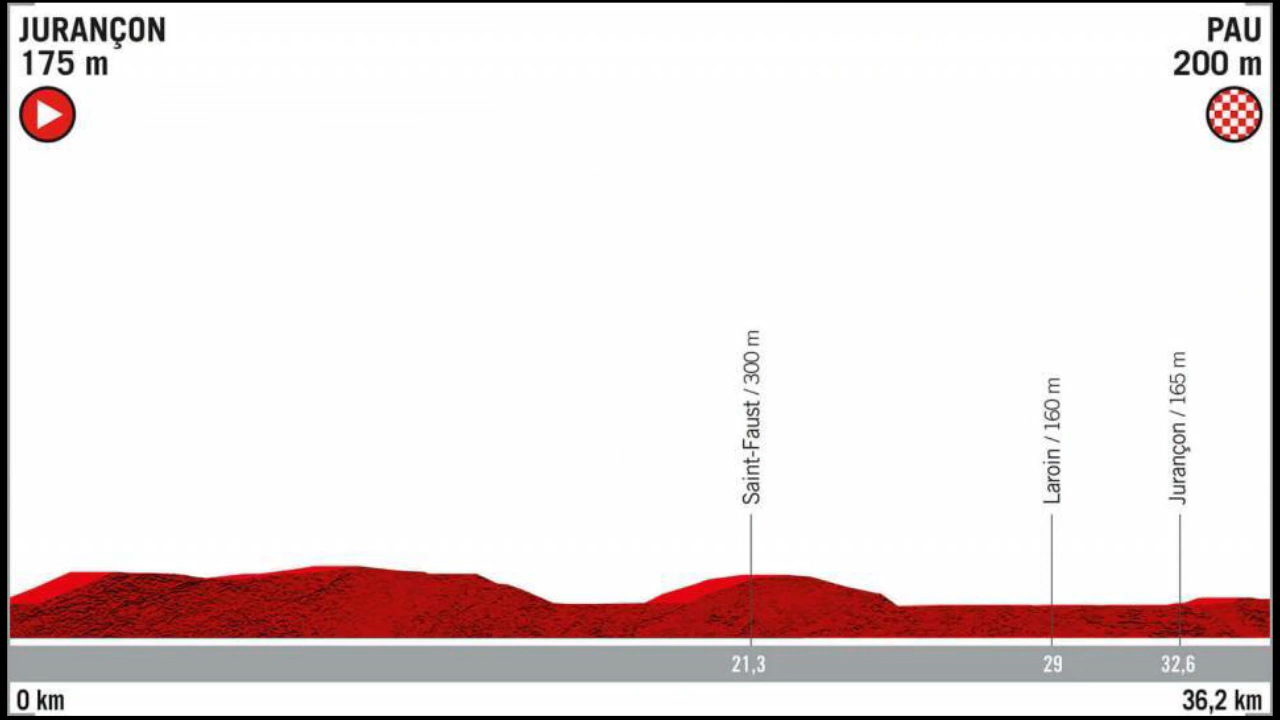 JURANÇON
175 m
PAU
200 m
Saint-Faust / 300 m
Laroin / 160 m
Jurançon / 165 m
21,3
29
32,6
0 km
36,2 km